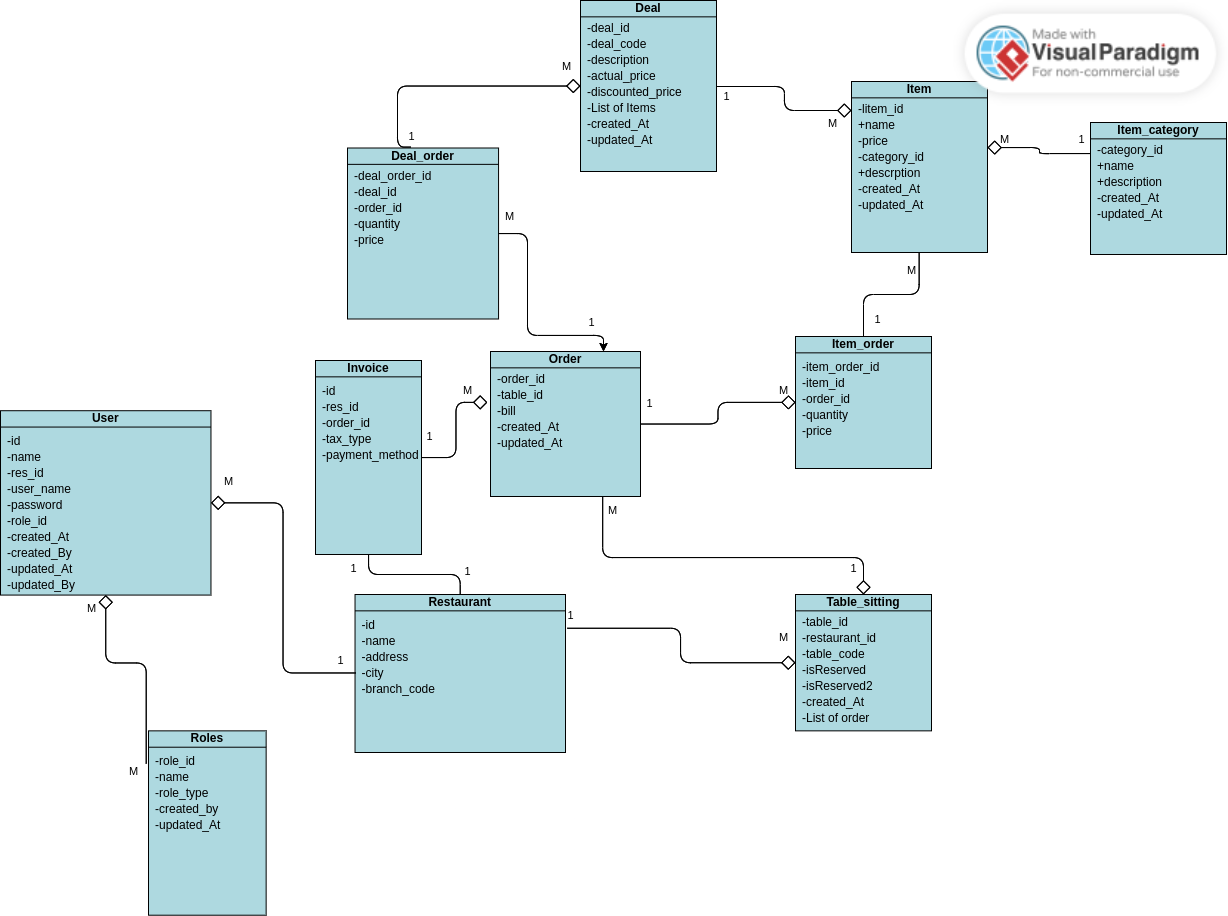 Deal
-deal_id
-deal_code
-description
-actual_price
-discounted_price
-List of Items
-created_At
-updated_At
Made with
Visual Paradigm
For non-commercial use
M
1
1
M
Item
-litem_id
+name
-price
-category_id
+descrption
-created_At
-updated_At
M
1
Item_category
-category_id
+name
+description
-created_At
-updated_At
Deal_order
-deal_order_id
-deal_id
-order_id
-quantity
-price
M
1
M
1
Item_order
-item_order_id
-item_id
-order_id
-quantity
-price
Order
-order_id
-table_id
-bill
-created_At
-updated_At
1
M
Invoice
-id
-res_id
-order_id
-tax_type
-payment_method
M
1
User
-id
-name
-res_id
-user_name
-password
-role_id
-created_At
-created_By
-updated_At
-updated_By
M
1
M
M
1
1
M
1
Restaurant
-id
-name
-address
-city
-branch_code
1
M
Table_sitting
-table_id
-restaurant_id
-table_code
-isReserved
-isReserved2
-created_At
-List of order
Roles
-role_id
-name
-role_type
-created_by
-updated_At